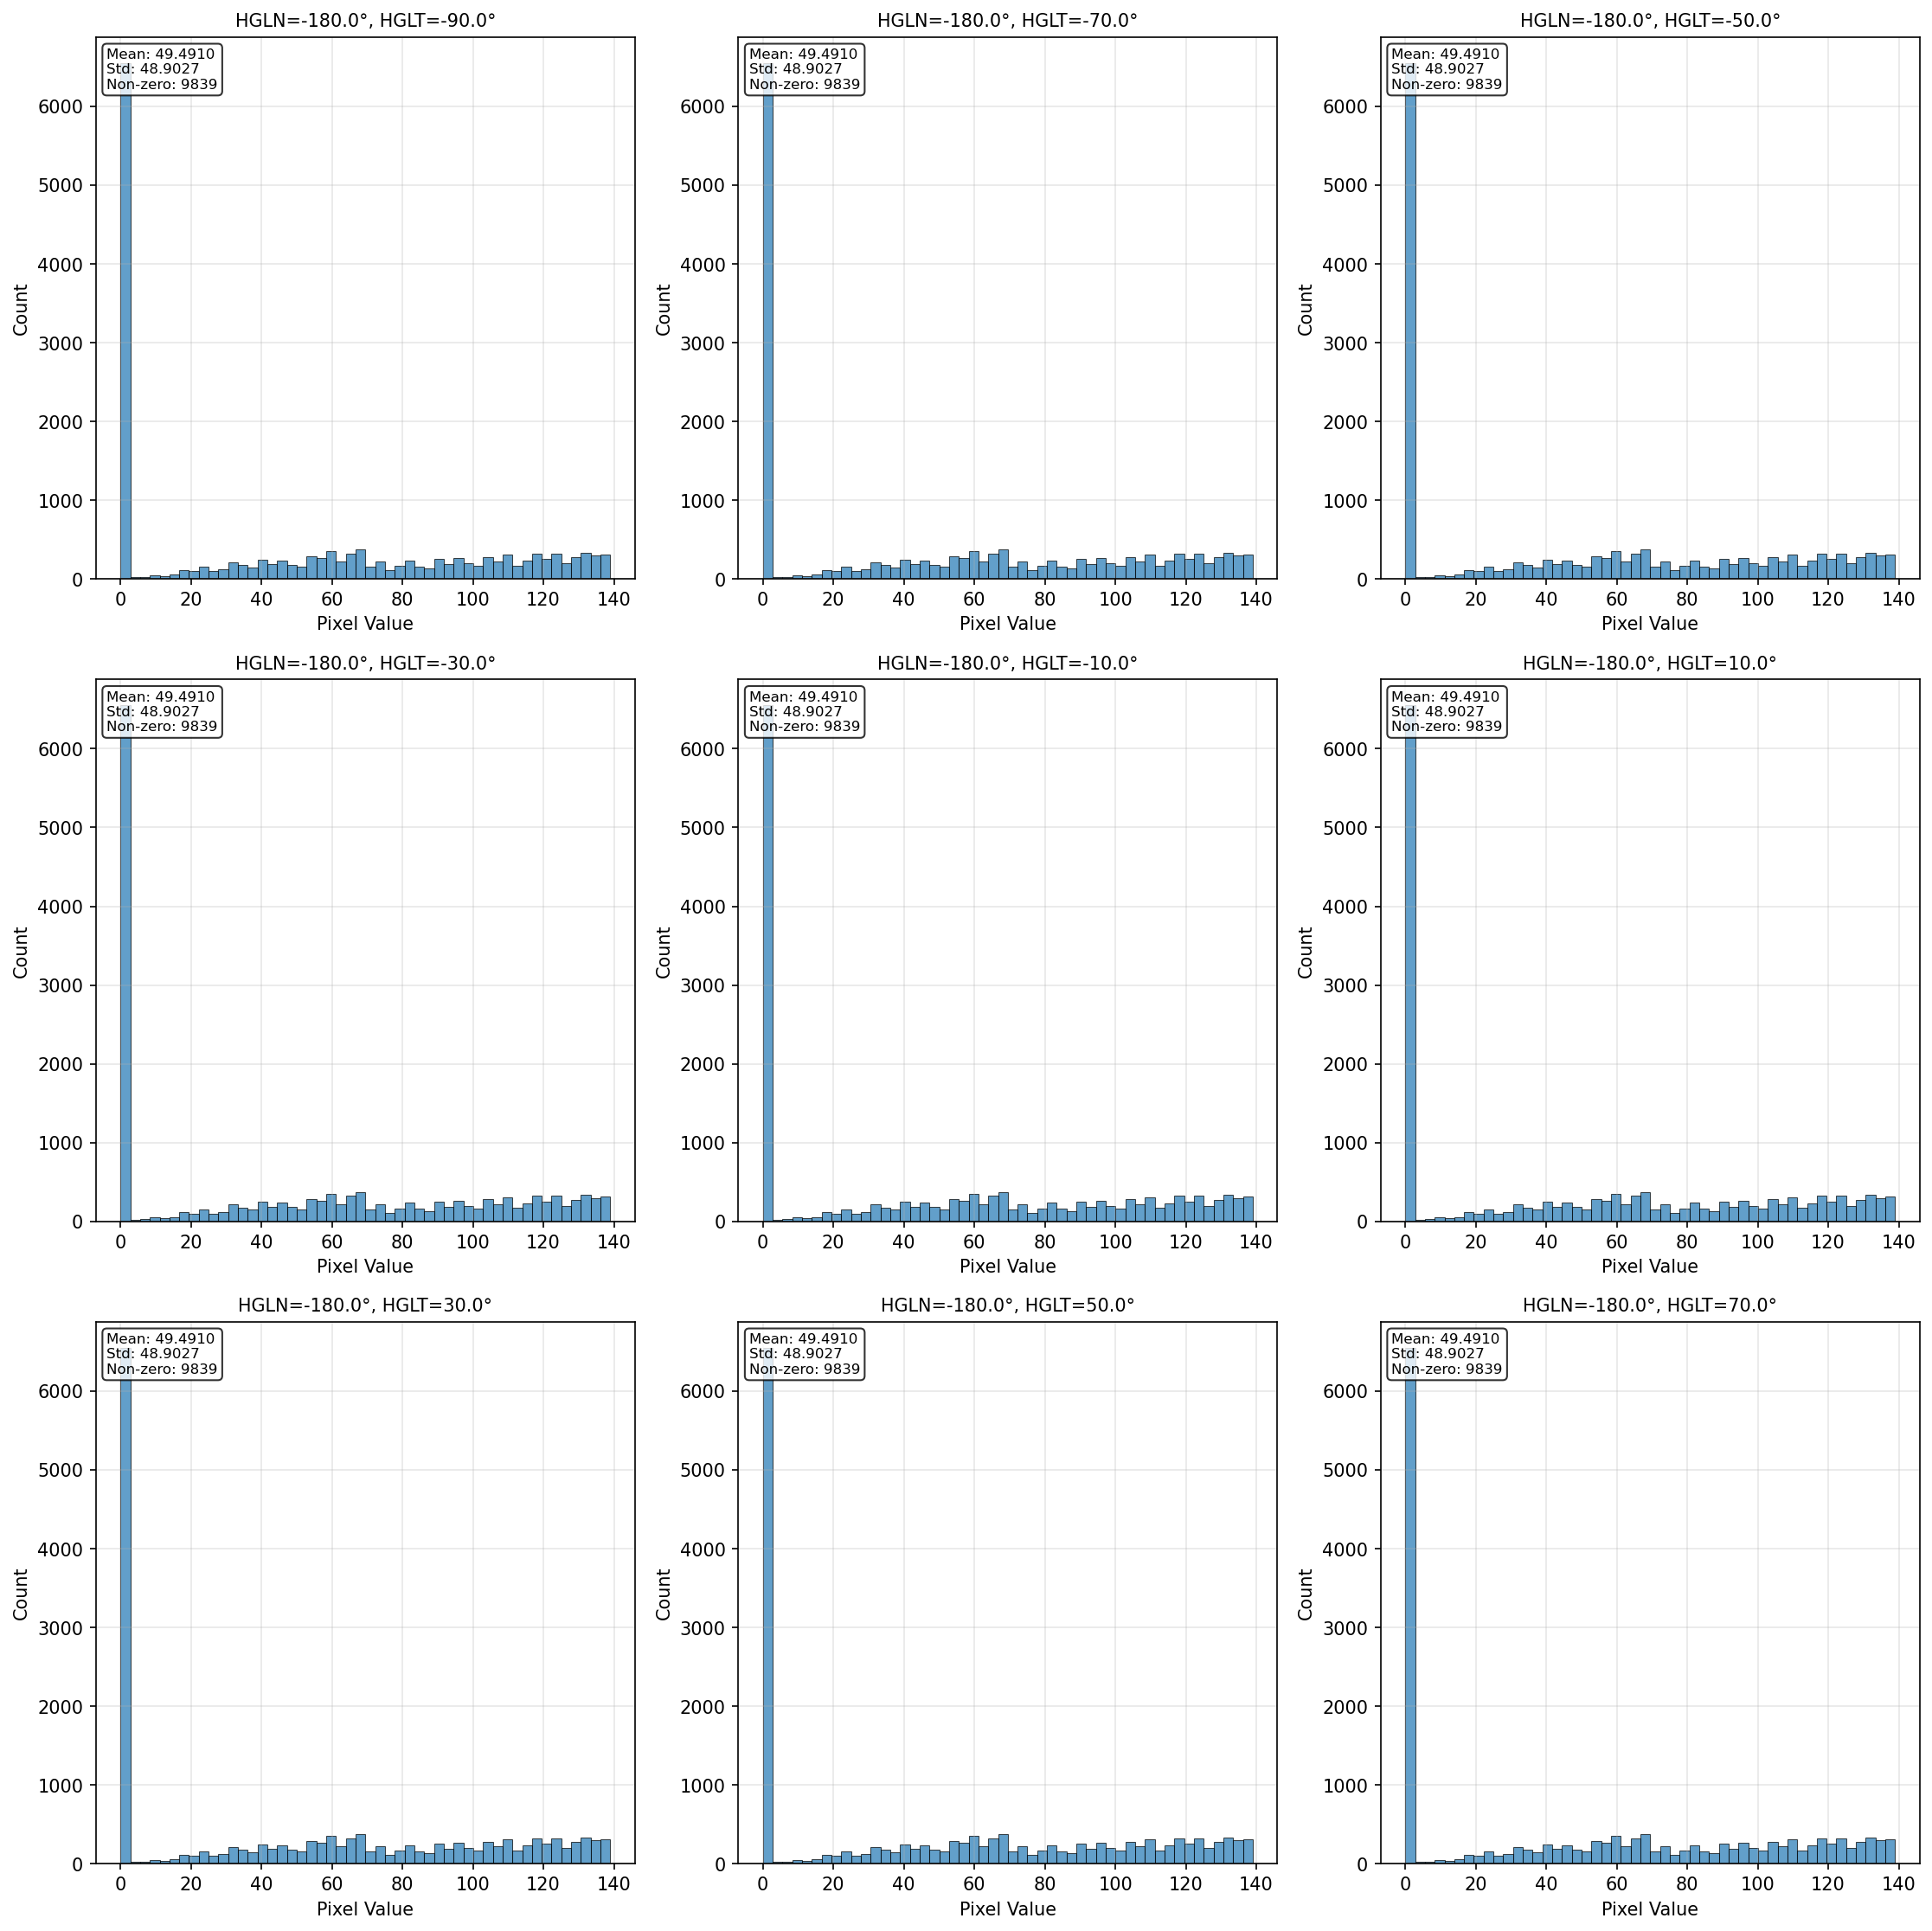 HGLN=-180.0°, HGLT=-90.0°
Mean: 49.4910
Std: 48.9027
Non-zero: 9839
Count
6000
5000
4000
3000
2000
1000
0
0 20 40 60 80 100 120 140
Pixel Value
HGLN=-180.0°, HGLT=-70.0°
Mean: 49.4910
Std: 48.9027
Non-zero: 9839
Count
6000
5000
4000
3000
2000
1000
0
0 20 40 60 80 100 120 140
Pixel Value
HGLN=-180.0°, HGLT=-50.0°
Mean: 49.4910
Std: 48.9027
Non-zero: 9839
Count
6000
5000
4000
3000
2000
1000
0
0 20 40 60 80 100 120 140
Pixel Value
HGLN=-180.0°, HGLT=-30.0°
Mean: 49.4910
Std: 48.9027
Non-zero: 9839
Count
6000
5000
4000
3000
2000
1000
0
0 20 40 60 80 100 120 140
Pixel Value
HGLN=-180.0°, HGLT=-10.0°
Mean: 49.4910
Std: 48.9027
Non-zero: 9839
Count
6000
5000
4000
3000
2000
1000
0
0 20 40 60 80 100 120 140
Pixel Value
HGLN=-180.0°, HGLT=10.0°
Mean: 49.4910
Std: 48.9027
Non-zero: 9839
Count
6000
5000
4000
3000
2000
1000
0
0 20 40 60 80 100 120 140
Pixel Value
HGLN=-180.0°, HGLT=30.0°
Mean: 49.4910
Std: 48.9027
Non-zero: 9839
Count
6000
5000
4000
3000
2000
1000
0
0 20 40 60 80 100 120 140
Pixel Value
HGLN=-180.0°, HGLT=50.0°
Mean: 49.4910
Std: 48.9027
Non-zero: 9839
Count
6000
5000
4000
3000
2000
1000
0
0 20 40 60 80 100 120 140
Pixel Value
HGLN=-180.0°, HGLT=70.0°
Mean: 49.4910
Std: 48.9027
Non-zero: 9839
Count
6000
5000
4000
3000
2000
1000
0
0 20 40 60 80 100 120 140
Pixel Value